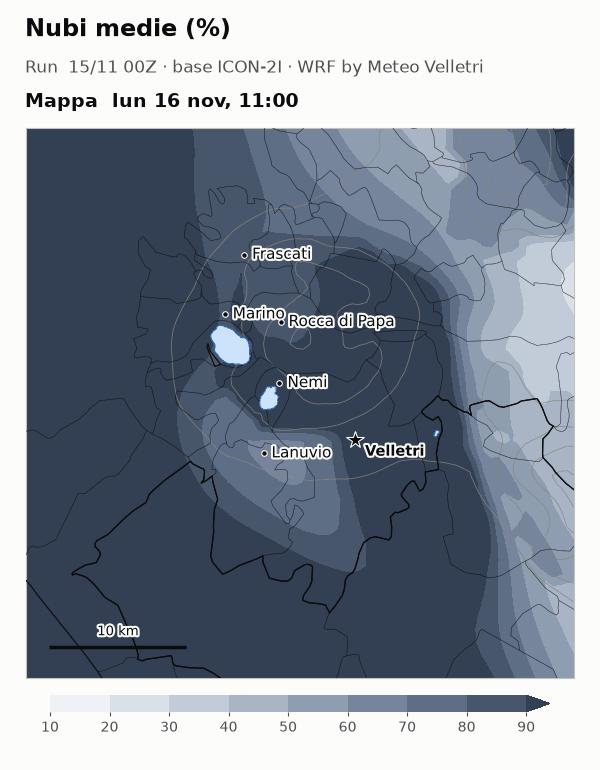 Nubi medie (%)
Run  15/11 00Z · base ICON-2I · WRF by Meteo Velletri
Mappa  lun 16 nov, 11:00
Frascati
Marino
Rocca di Papa
Nemi
Velletri
Lanuvio
10 km
10 20 30 40 50 60 70 80 90